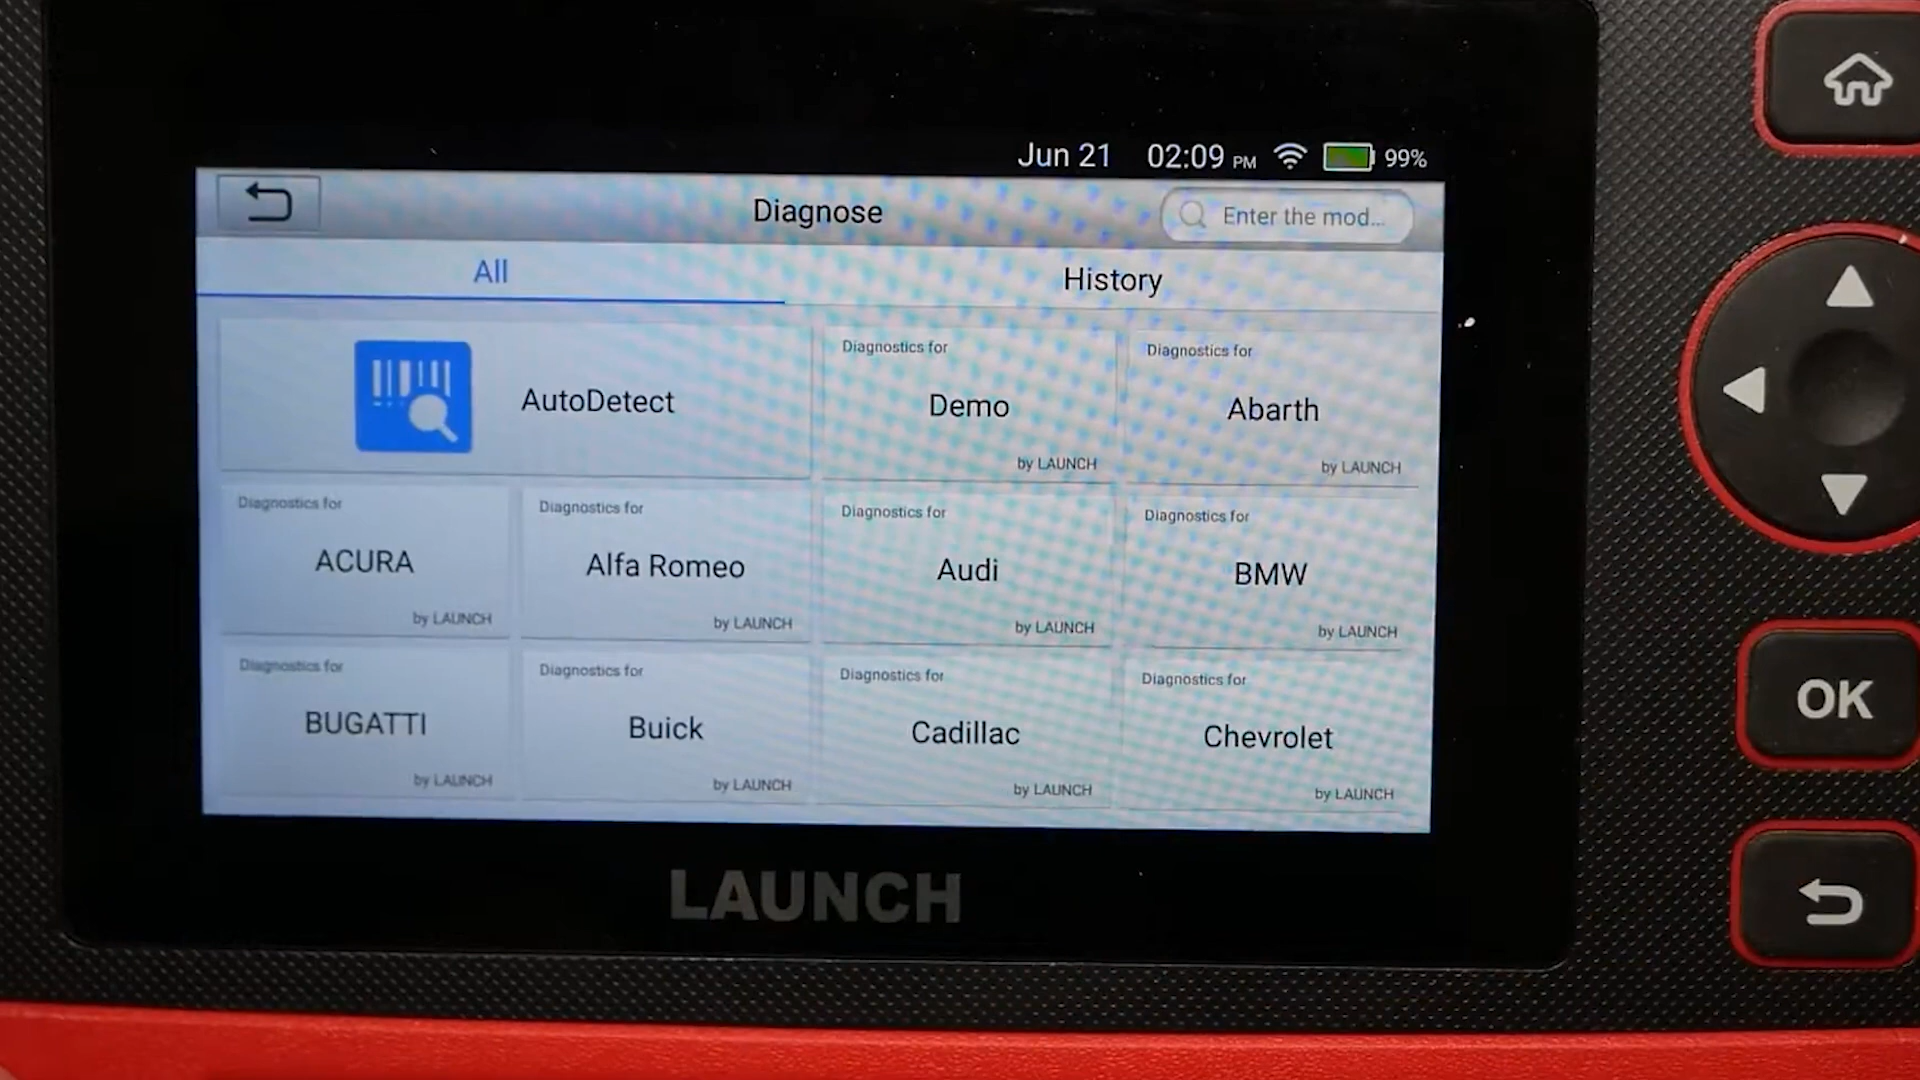 Jun 21 02:09 PM 99%
Diagnose
Enter the mod...
All
History
AutoDetect
Diagnostics for
Demo
by LAUNCH
Diagnostics for
Abarth
by LAUNCH
Diagnostics for
ACURA
by LAUNCH
Diagnostics for
Alfa Romeo
by LAUNCH
Diagnostics for
Audi
by LAUNCH
Diagnostics for
BMW
by LAUNCH
Diagnostics for
BUGATTI
by LAUNCH
Diagnostics for
Buick
by LAUNCH
Diagnostics for
Cadillac
by LAUNCH
Diagnostics for
Chevrolet
by LAUNCH
OK
LAUNCH